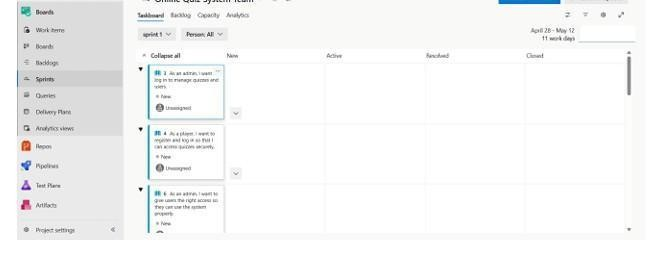 Online Quiz System Team
Boards
Taskboard Backlog Capacity Analytics
Work items
sprint 1 Person: All
April 28 - May 12
11 work days
Boards
Collapse all New Active Resolved Closed
Backlogs
Sprints
Queries
Delivery Plans
Analytics views
Repos
Pipelines
Test Plans
Artifacts
Project settings
3 As an admin, I want
log in to manage quizzes and
users.
New
Unassigned
4 As a player, I want to
register and log in so that I
can access quizzes securely.
New
Unassigned
6 As an admin, I want to
give users the right access so
they can use the system
properly.
New